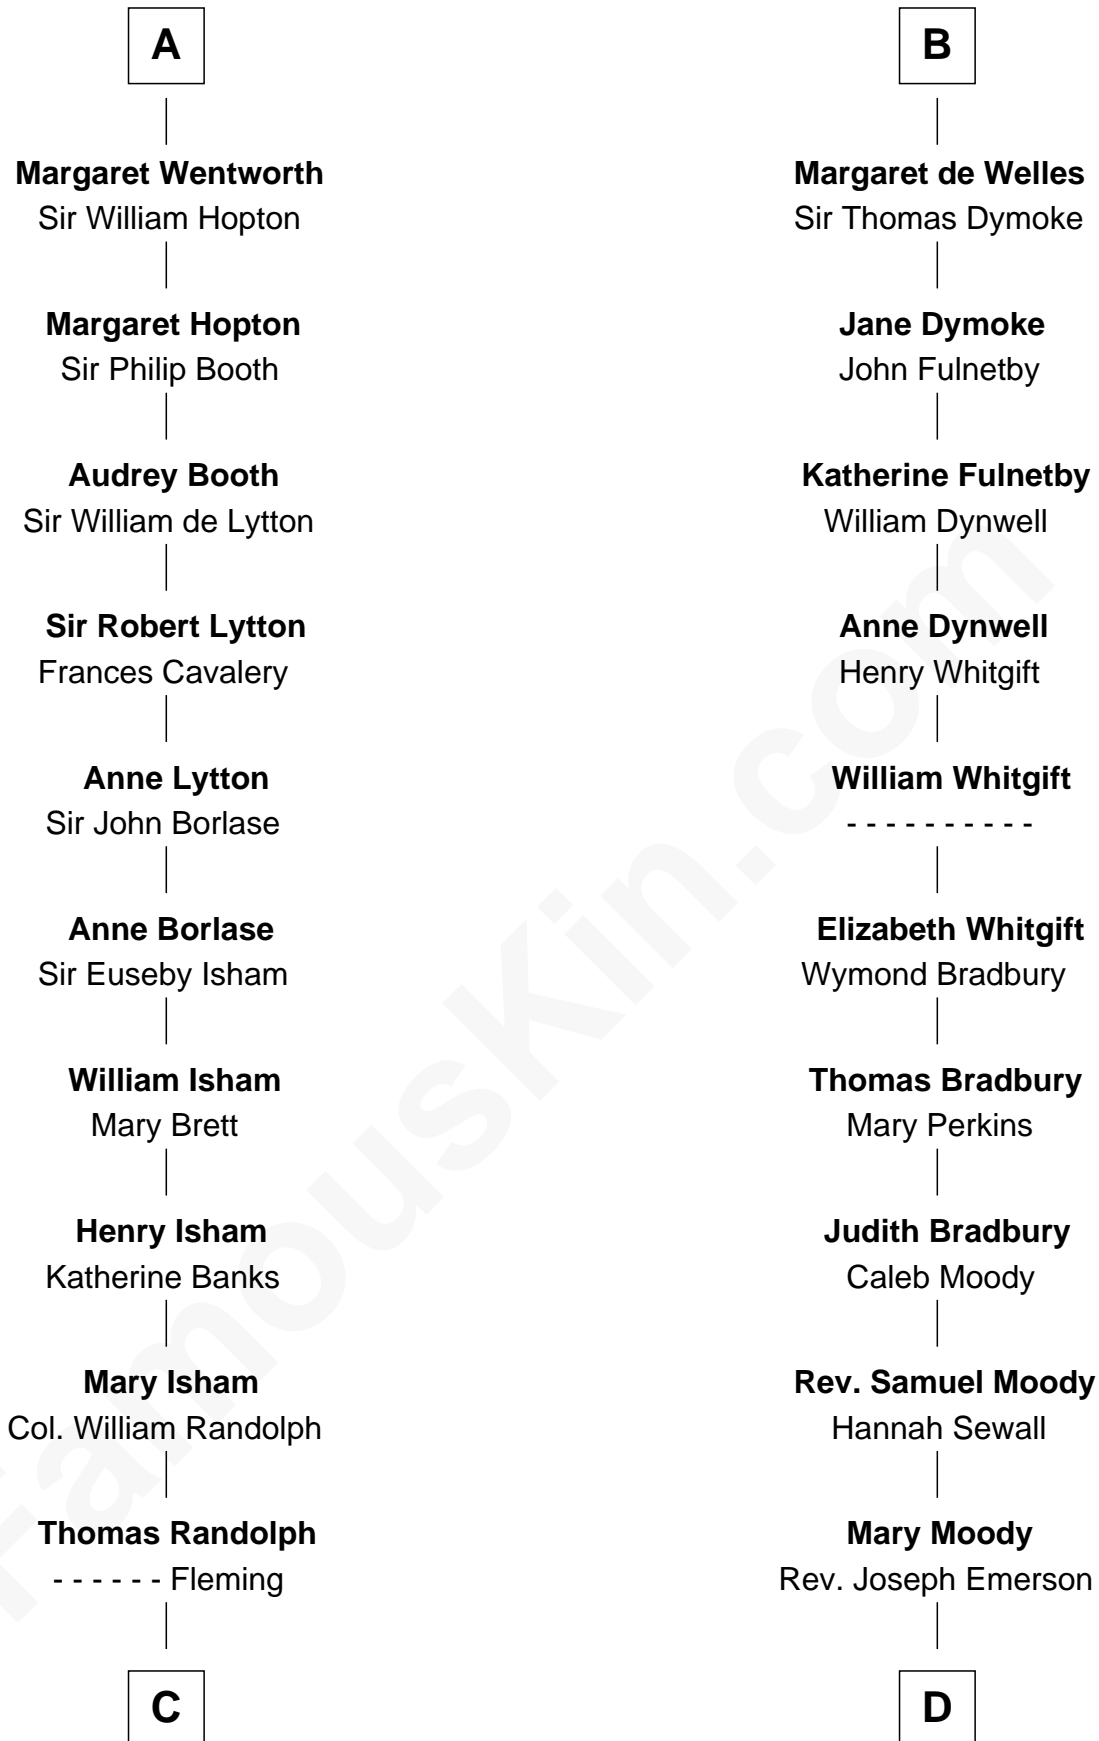 A
Margaret Wentworth
Sir William Hopton
Margaret Hopton
Sir Philip Booth
Audrey Booth
Sir William de Lytton
Sir Robert Lytton
Frances Cavalery
Anne Lytton
Sir John Borlase
Anne Borlase
Sir Euseby Isham
William Isham
Mary Brett
Henry Isham
Katherine Banks
Mary Isham
Col. William Randolph
Thomas Randolph
- - - - - - Fleming
C
B
Margaret de Welles
Sir Thomas Dymoke
Jane Dymoke
John Fulnetby
Katherine Fulnetby
William Dynwell
Anne Dynwell
Henry Whitgift
William Whitgift
- - - - - - - - - -
Elizabeth Whitgift
Wymond Bradbury
Thomas Bradbury
Mary Perkins
Judith Bradbury
Caleb Moody
Rev. Samuel Moody
Hannah Sewall
Mary Moody
Rev. Joseph Emerson
D
FamousKin.com